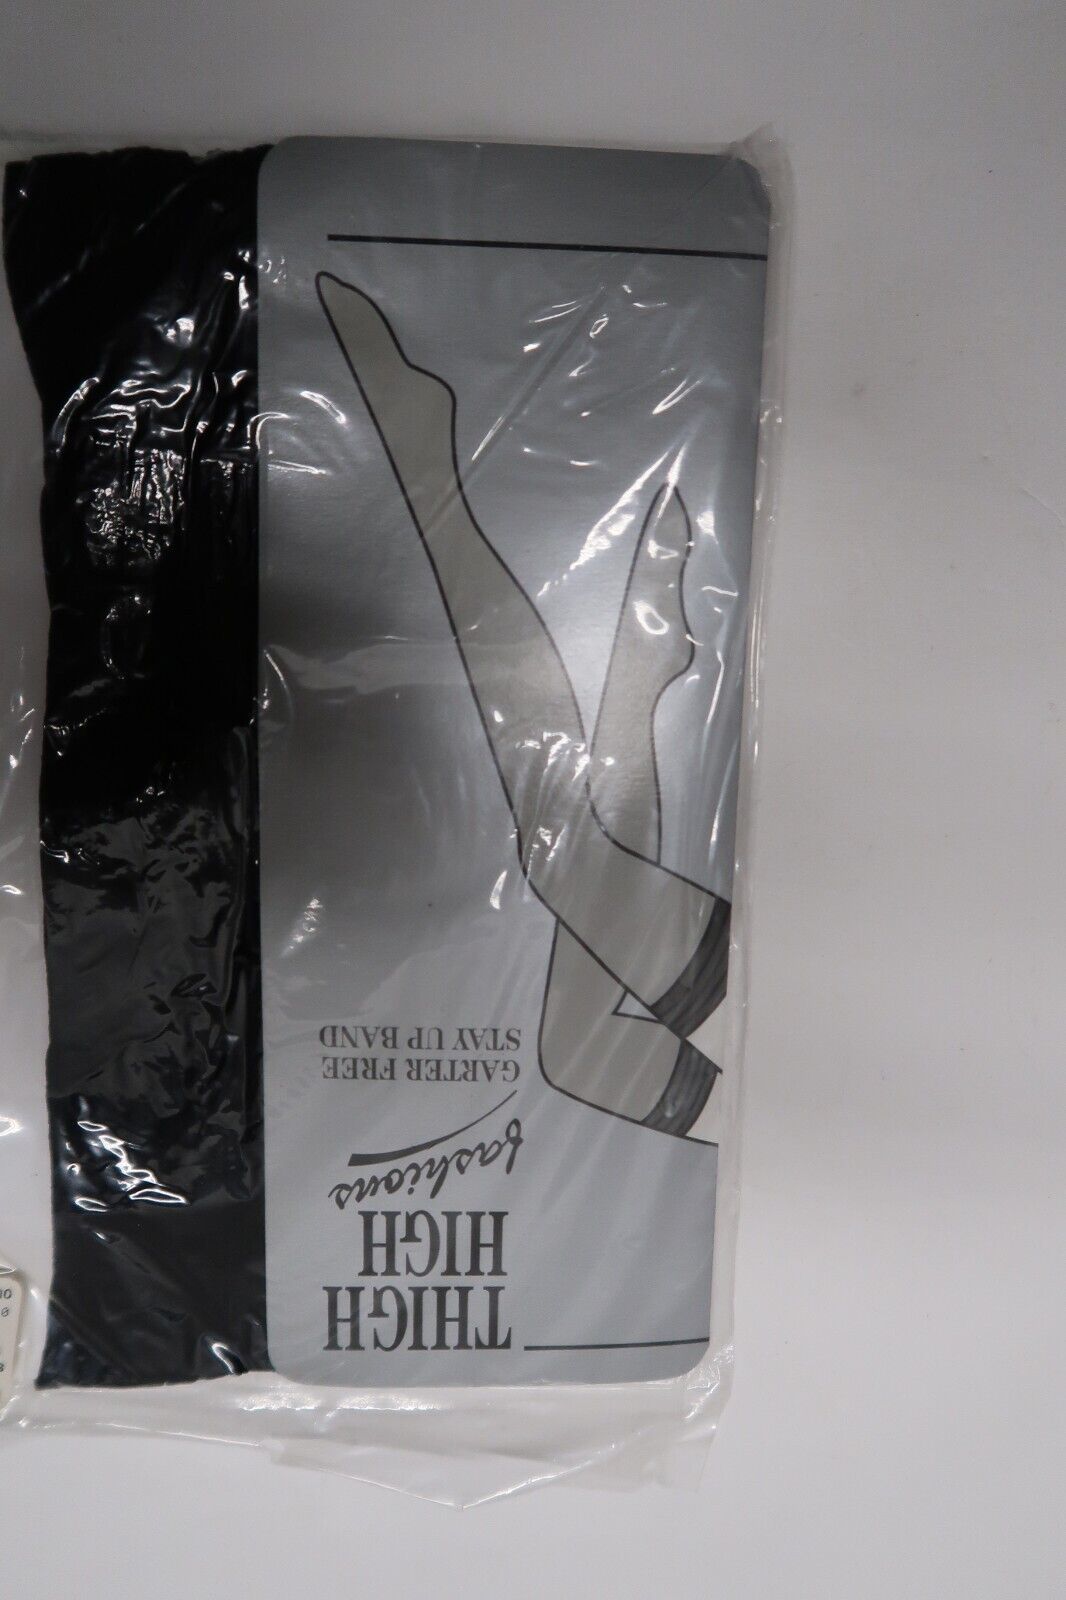 THIGH
HIGH
fashions
GARTER FREE
STAY UP BAND